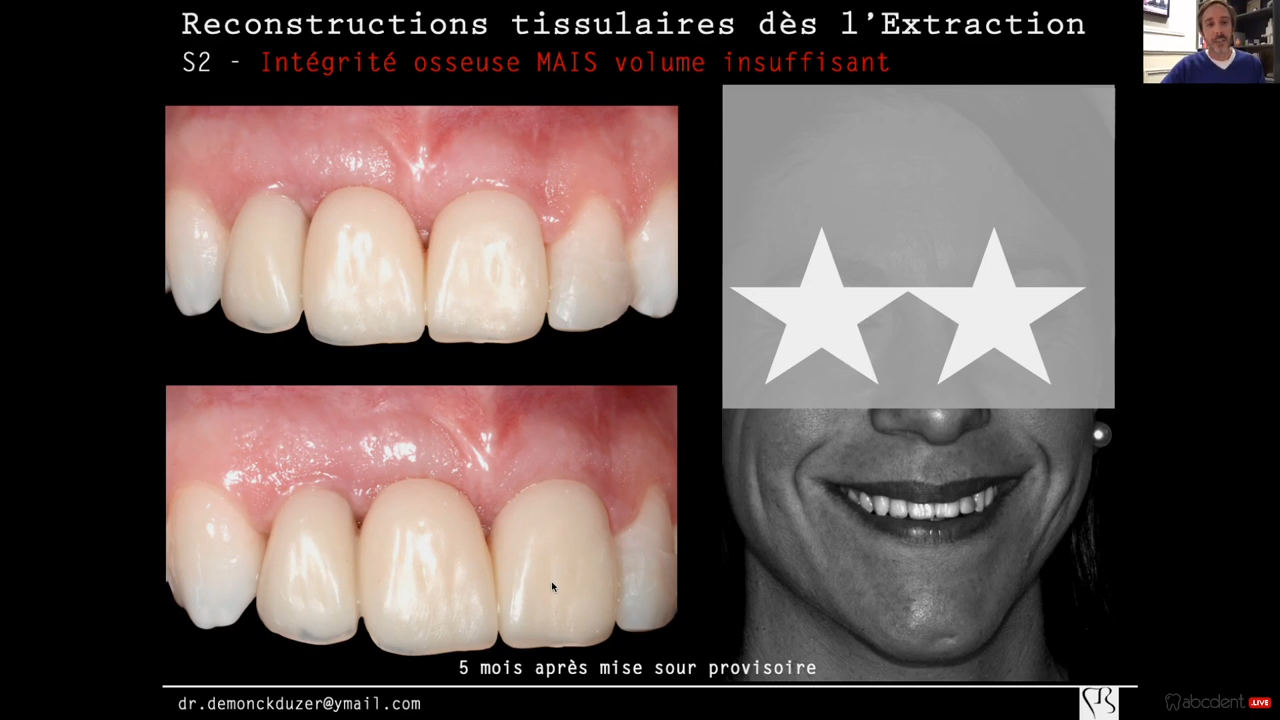 Reconstructions tissulaires dès l'Extraction
S2 - Intégrité osseuse MAIS volume insuffisant
5 mois après mise sour provisoire
dr.demonckduzer@ymail.com
abcdent LIVE